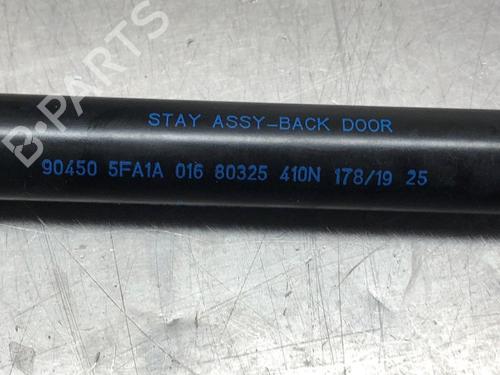 B-PARTS
STAY ASSY-BACK DOOR
90450 5FA1A 016 80325 410N 178/19 25